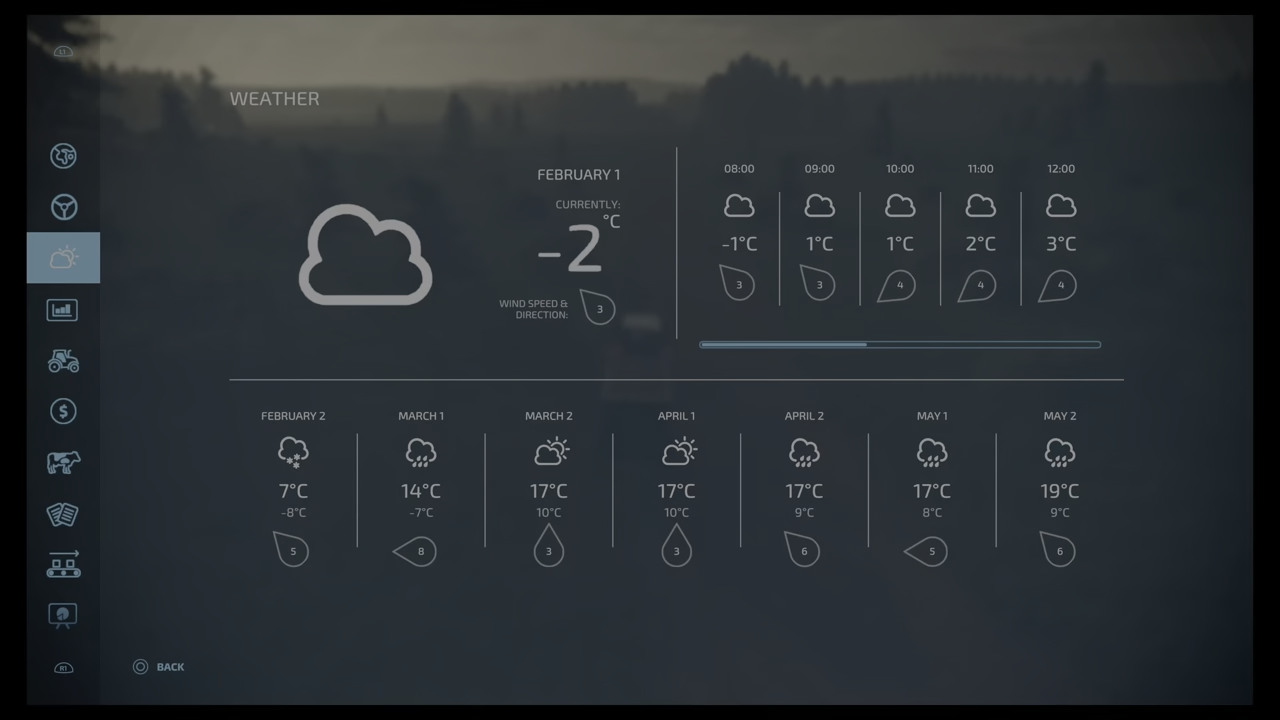 L1
WEATHER
FEBRUARY 1
CURRENTLY:
-2 °C
WIND SPEED &
DIRECTION:
3
08:00 09:00 10:00 11:00 12:00
-1°C 1°C 1°C 2°C 3°C
3 3 4 4 4
FEBRUARY 2 MARCH 1 MARCH 2 APRIL 1 APRIL 2 MAY 1 MAY 2
7°C 14°C 17°C 17°C 17°C 17°C 19°C
-8°C -7°C 10°C 10°C 9°C 8°C 9°C
5 8 3 3 6 5 6
R1
BACK